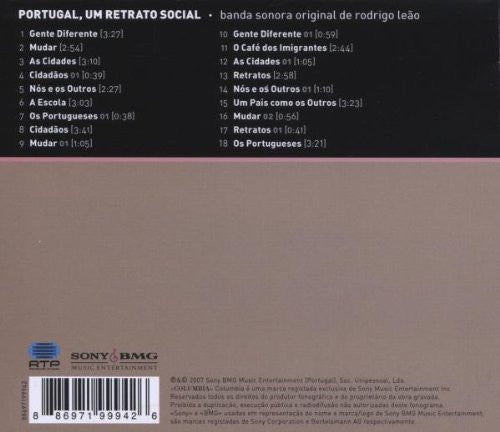 PORTUGAL, UM RETRATO SOCIAL • banda sonora original de rodrigo leão
1 Gente Diferente [3:27]
2 Mudar [2:54]
3 As Cidades [3:10]
4 Cidadãos 01 [0:39]
5 Nós e os Outros [2:27]
6 A Escola [3:03]
7 Os Portugueses 01 [0:38]
8 Cidadãos [3:41]
9 Mudar 01 [1:05]
10 Gente Diferente 01 [0:59]
11 O Café dos Imigrantes [2:44]
12 As Cidades 01 [1:05]
13 Retratos [2:58]
14 Nós e os Outros 01 [1:10]
15 Um País como os Outros [3:23]
16 Mudar 02 [0:56]
17 Retratos 01 [0:41]
18 Os Portugueses [3:21]
RTP
SONY BMG
MUSIC ENTERTAINMENT
88697199942
8 86971 99942 6
℗&© 2007 Sony BMG Music Entertainment (Portugal), Soc. Unipessoal, Lda.
«COLUMBIA» Columbia é uma marca registada exclusiva de Sony Music Entertainment Inc.
Reservados todos os direitos do produtor fonográfico e do proprietário da obra gravada.
Proibida a duplicação, execução pública e radiodifusão não autorizadas deste fonograma.
«Sony» e «BMG» usadas em representação do nome e marca/logo de Sony BMG Music Entertainment,
são marcas registadas de Sony Corporation e Bertelsmann AG respectivamente.